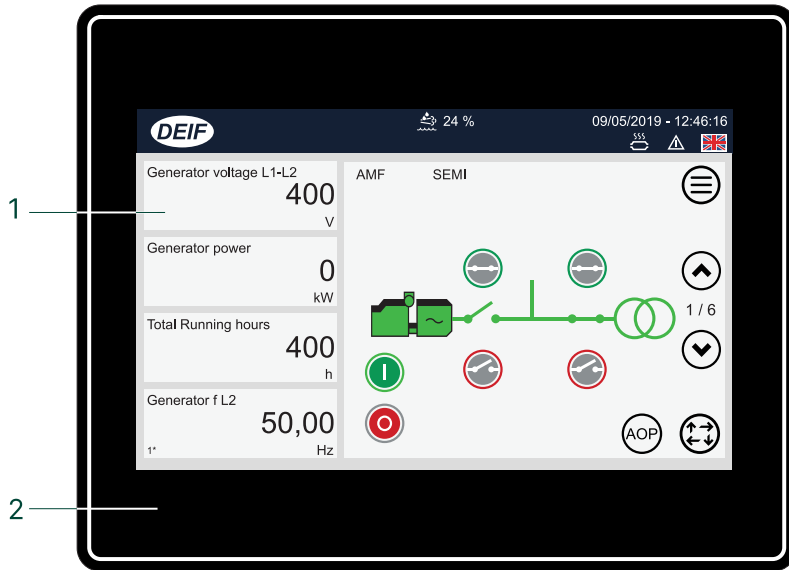 DEIF
24 %
09/05/2019 - 12:46:16
1
Generator voltage L1-L2
400
V
Generator power
0
kW
Total Running hours
400
h
Generator f L2
50,00
1*
Hz
AMF SEMI
1 / 6
I
O
AOP
2